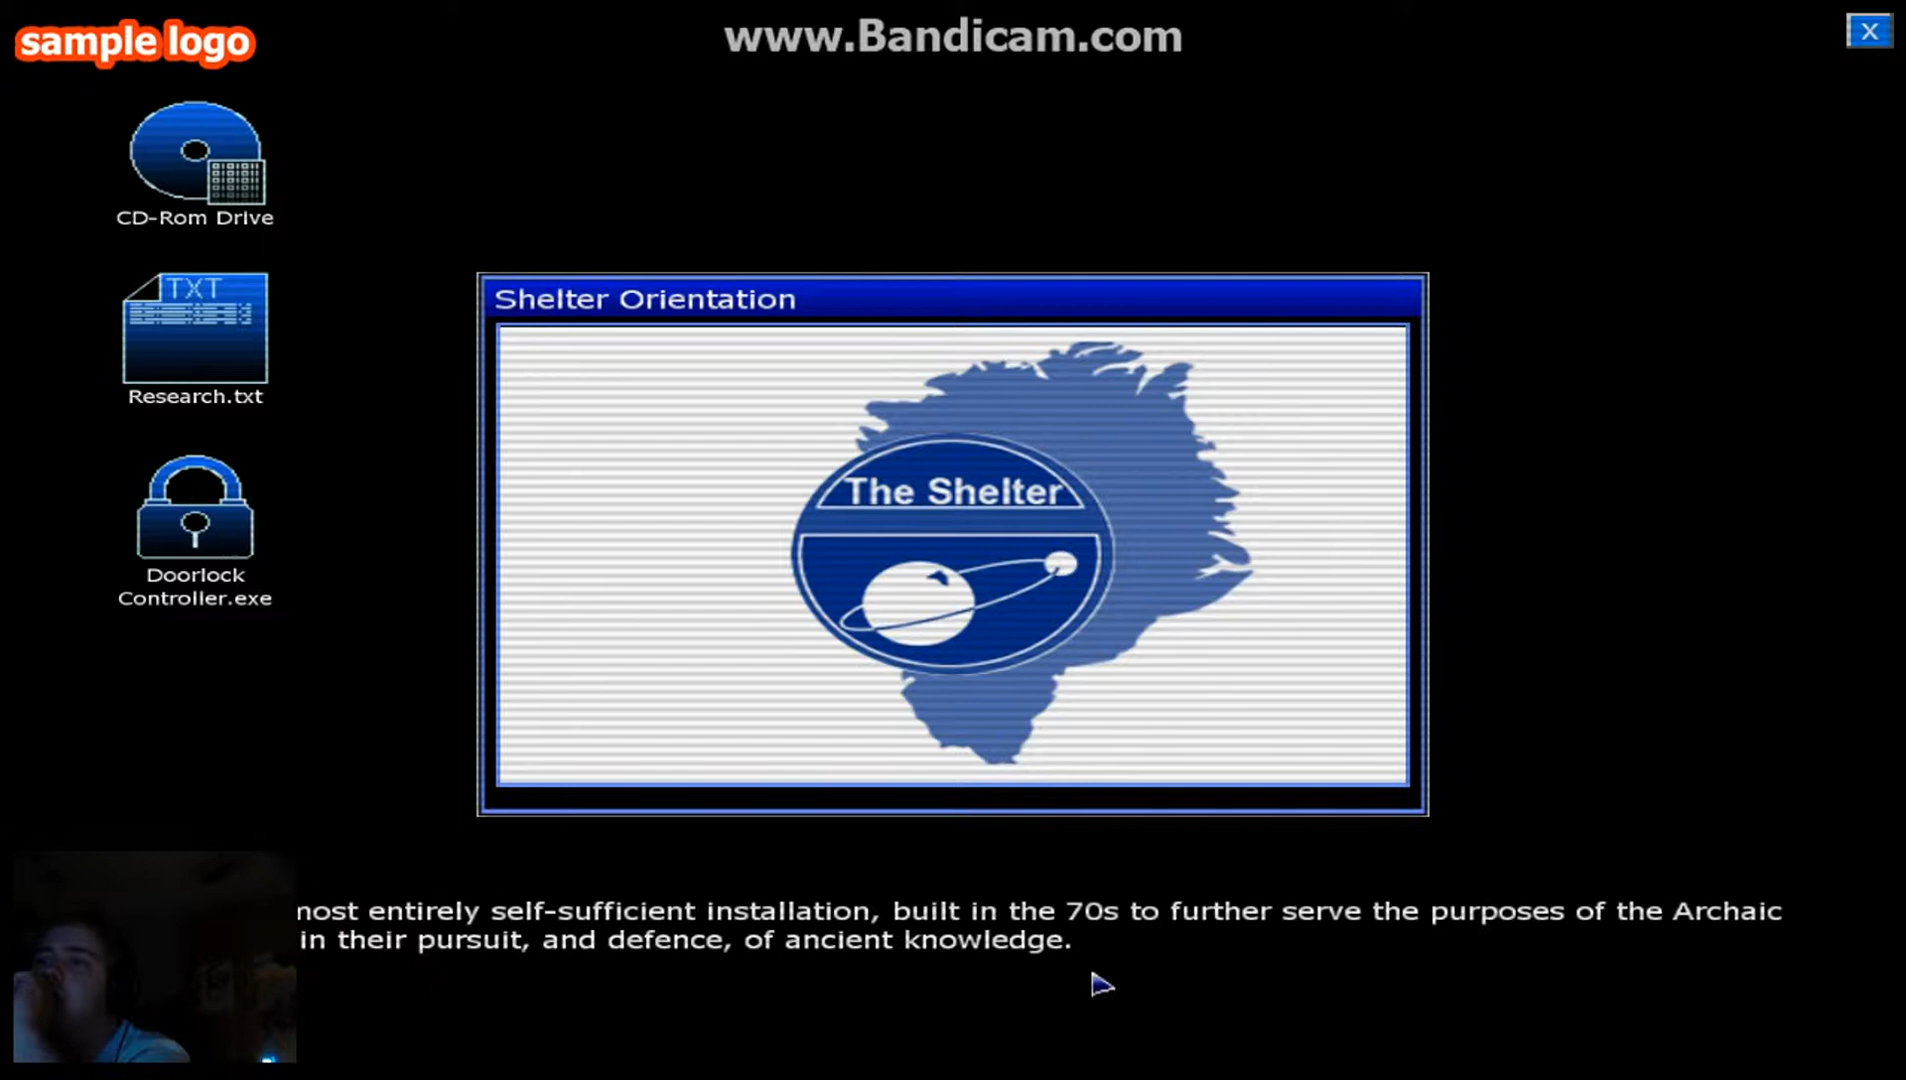 sample logo
www.Bandicam.com
X
CD-Rom Drive
TXT
Research.txt
Doorlock
Controller.exe
Shelter Orientation
The Shelter
most entirely self-sufficient installation, built in the 70s to further serve the purposes of the Archaic
in their pursuit, and defence, of ancient knowledge.